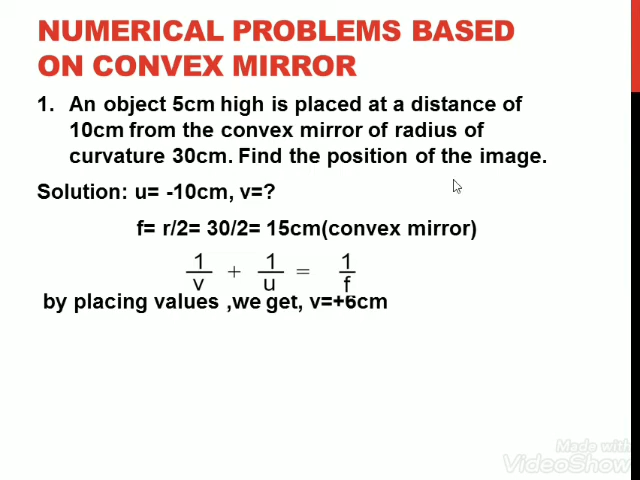 NUMERICAL PROBLEMS BASED
ON CONVEX MIRROR
1. An object 5cm high is placed at a distance of
10cm from the convex mirror of radius of
curvature 30cm. Find the position of the image.
Solution: u= -10cm, v=?
f= r/2= 30/2= 15cm(convex mirror)
1/v + 1/u = 1/f
by placing values ,we get, v=+6cm
Made with
VideoShow